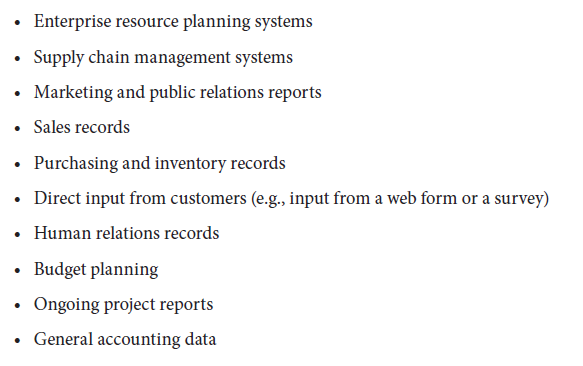 • Enterprise resource planning systems
• Supply chain management systems
• Marketing and public relations reports
• Sales records
• Purchasing and inventory records
• Direct input from customers (e.g., input from a web form or a survey)
• Human relations records
• Budget planning
• Ongoing project reports
• General accounting data